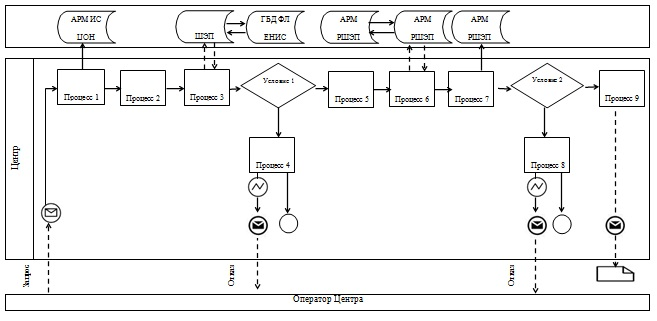 АРМ ИС
ЦОН
ШЭП
ГБД ФЛ
ЕНИС
АРМ
РШЭП
АРМ
РШЭП
АРМ
РШЭП
Центр
Процесс 1
Процесс 2
Процесс 3
Условие 1
Процесс 5
Процесс 6
Процесс 7
Условие 2
Процесс 9
Процесс 4
Процесс 8
Запрос
Отказ
Отказ
Оператор Центра